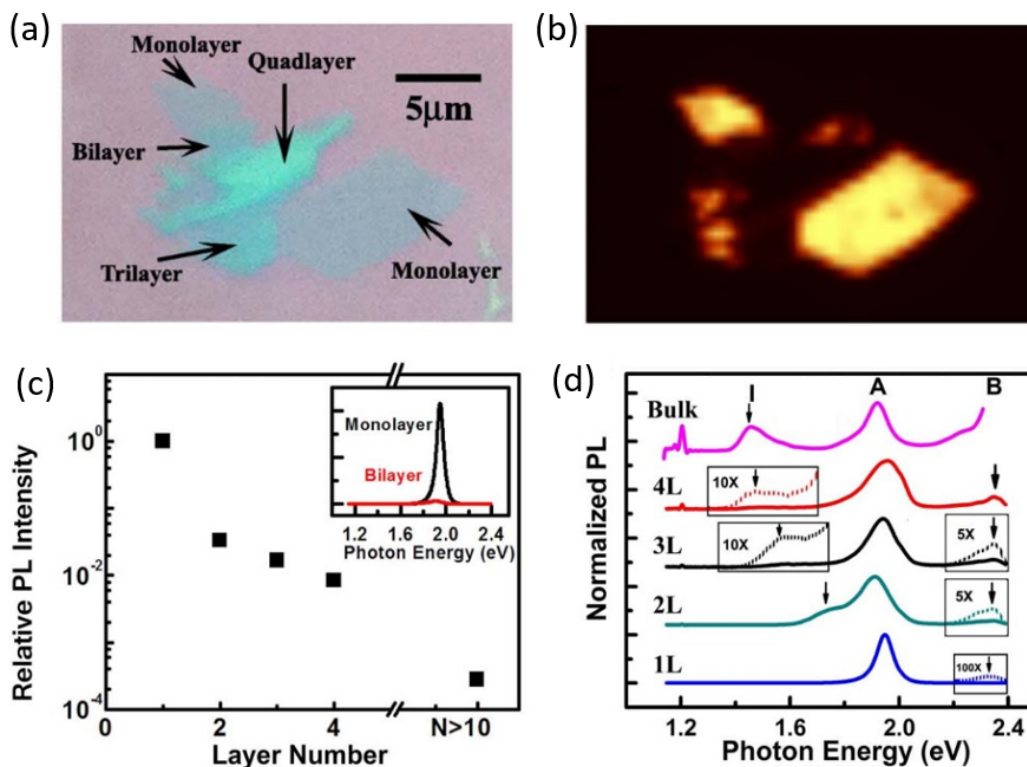 (a)
Monolayer
Quadlayer
5μm
Bilayer
Trilayer
Monolayer
(b)
(c)
Relative PL Intensity
10⁰
10⁻²
10⁻⁴
0
2
4
N>10
Layer Number
Monolayer
Bilayer
1.2 1.6 2.0 2.4
Photon Energy (eV)
(d)
Normalized PL
I
A
B
Bulk
4L
10X
3L
10X
5X
2L
5X
1L
100X
1.2 1.6 2.0 2.4
Photon Energy (eV)